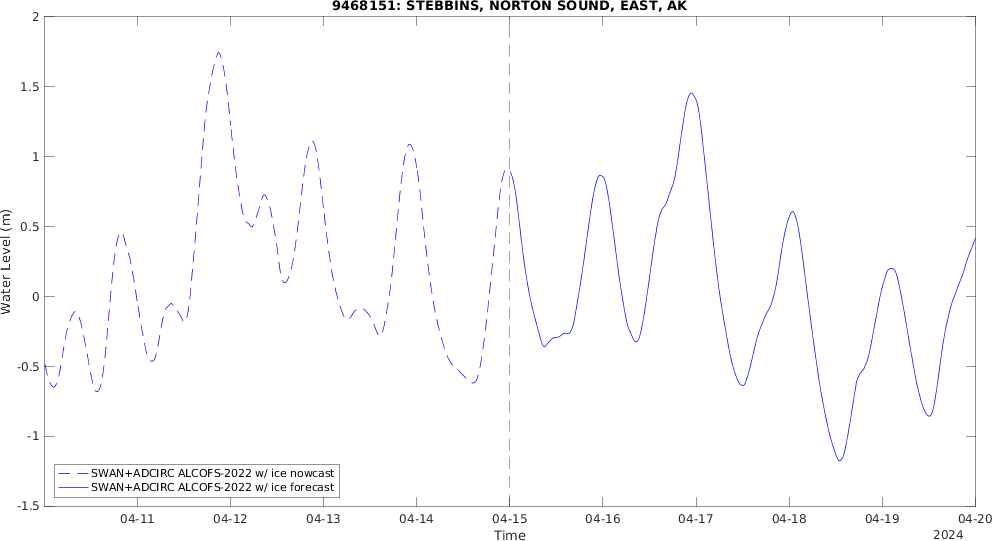 9468151: STEBBINS, NORTON SOUND, EAST, AK
2
1.5
1
0.5
0
-0.5
-1
-1.5
Water Level (m)
SWAN+ADCIRC ALCOFS-2022 w/ ice nowcast
SWAN+ADCIRC ALCOFS-2022 w/ ice forecast
04-11 04-12 04-13 04-14 04-15 04-16 04-17 04-18 04-19 04-20
Time
2024